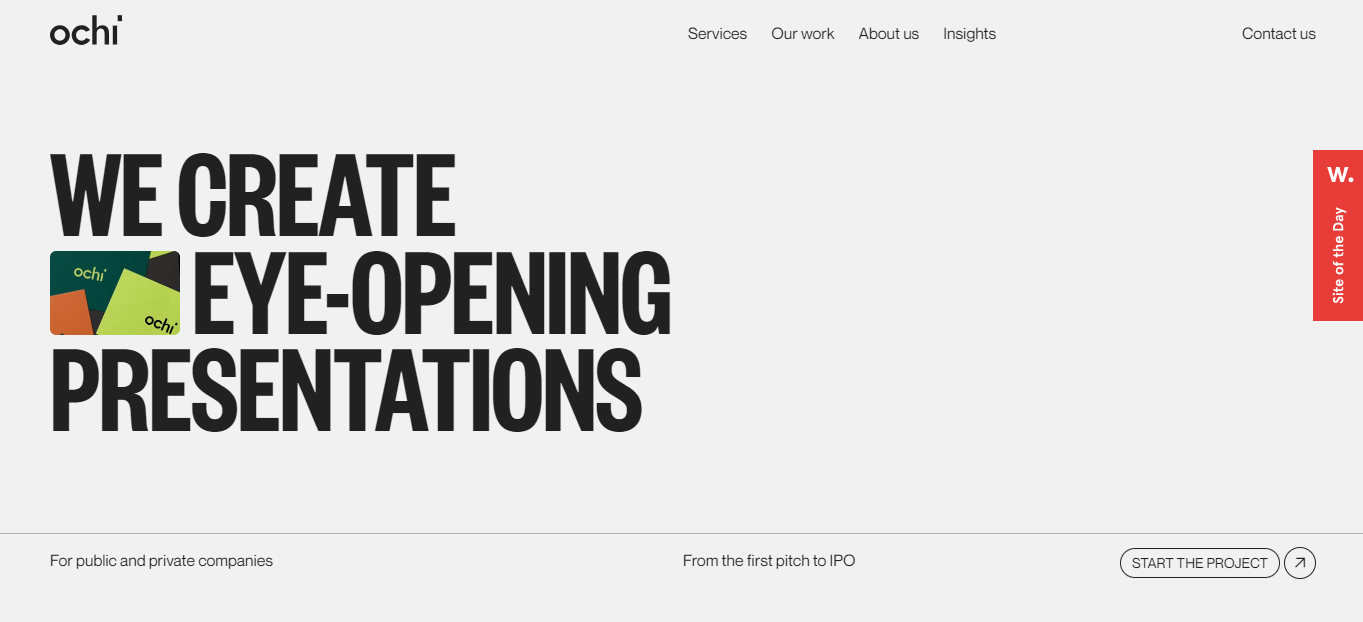 ochi
Services Our work About us Insights Contact us
WE CREATE
ochi
ochi
EYE-OPENING
PRESENTATIONS
W.
Site of the Day
For public and private companies
From the first pitch to IPO
START THE PROJECT